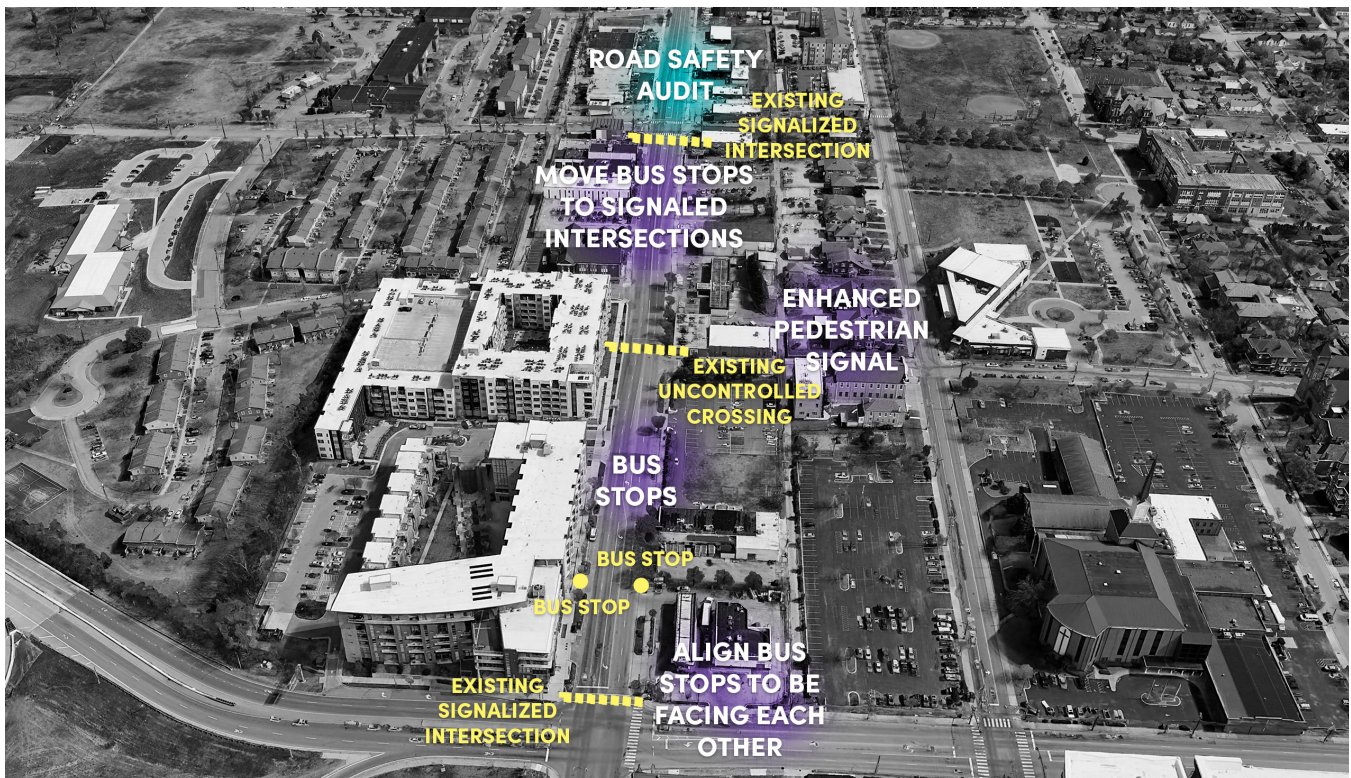 ROAD SAFETY
AUDIT
EXISTING
SIGNALIZED
INTERSECTION
MOVE BUS STOPS
TO SIGNALED
INTERSECTIONS
ENHANCED
PEDESTRIAN
SIGNAL
EXISTING
UNCONTROLLED
CROSSING
BUS
STOPS
BUS STOP
BUS STOP
ALIGN BUS
STOPS TO BE
FACING EACH
OTHER
EXISTING
SIGNALIZED
INTERSECTION